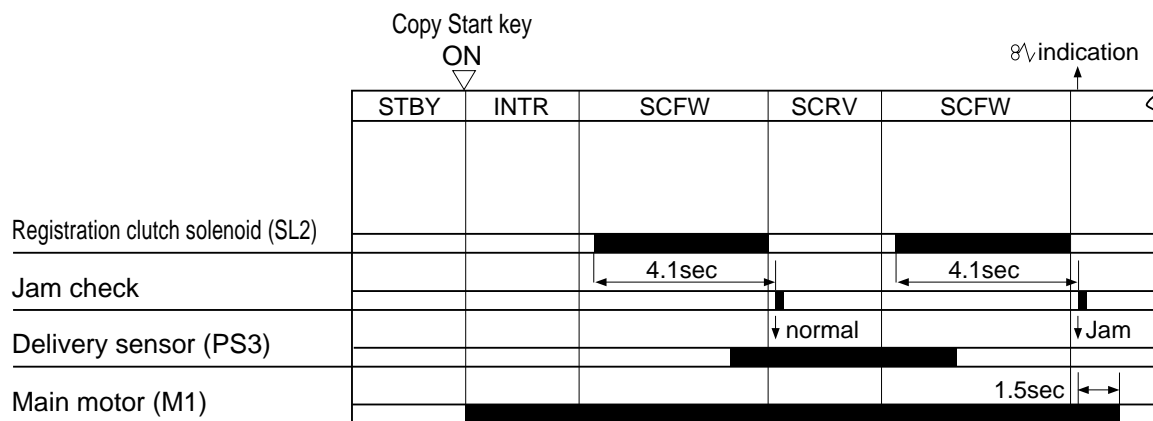 Copy Start key
ON
indication
STBY INTR SCFW SCRV SCFW
Registration clutch solenoid (SL2)
4.1sec 4.1sec
Jam check
normal Jam
Delivery sensor (PS3)
1.5sec
Main motor (M1)